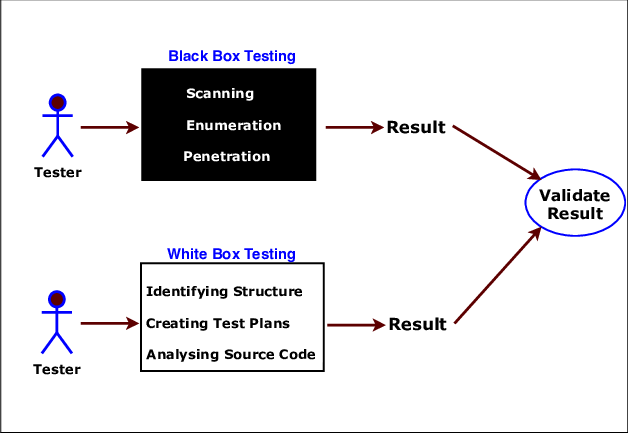 Black Box Testing
Scanning
Enumeration
Penetration
Result
Tester
Validate
Result
White Box Testing
Identifying Structure
Creating Test Plans
Analysing Source Code
Result
Tester